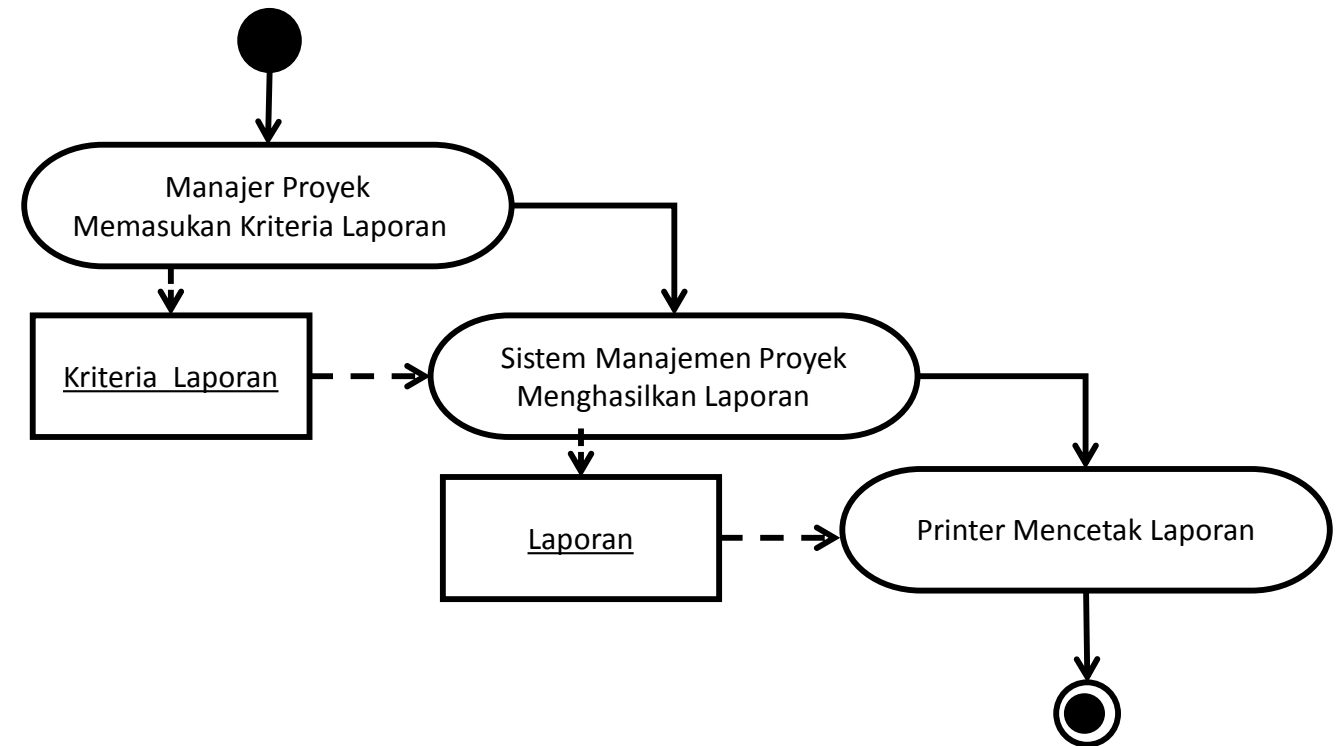 Manajer Proyek
Memasukan Kriteria Laporan
Kriteria Laporan
Sistem Manajemen Proyek
Menghasilkan Laporan
Laporan
Printer Mencetak Laporan